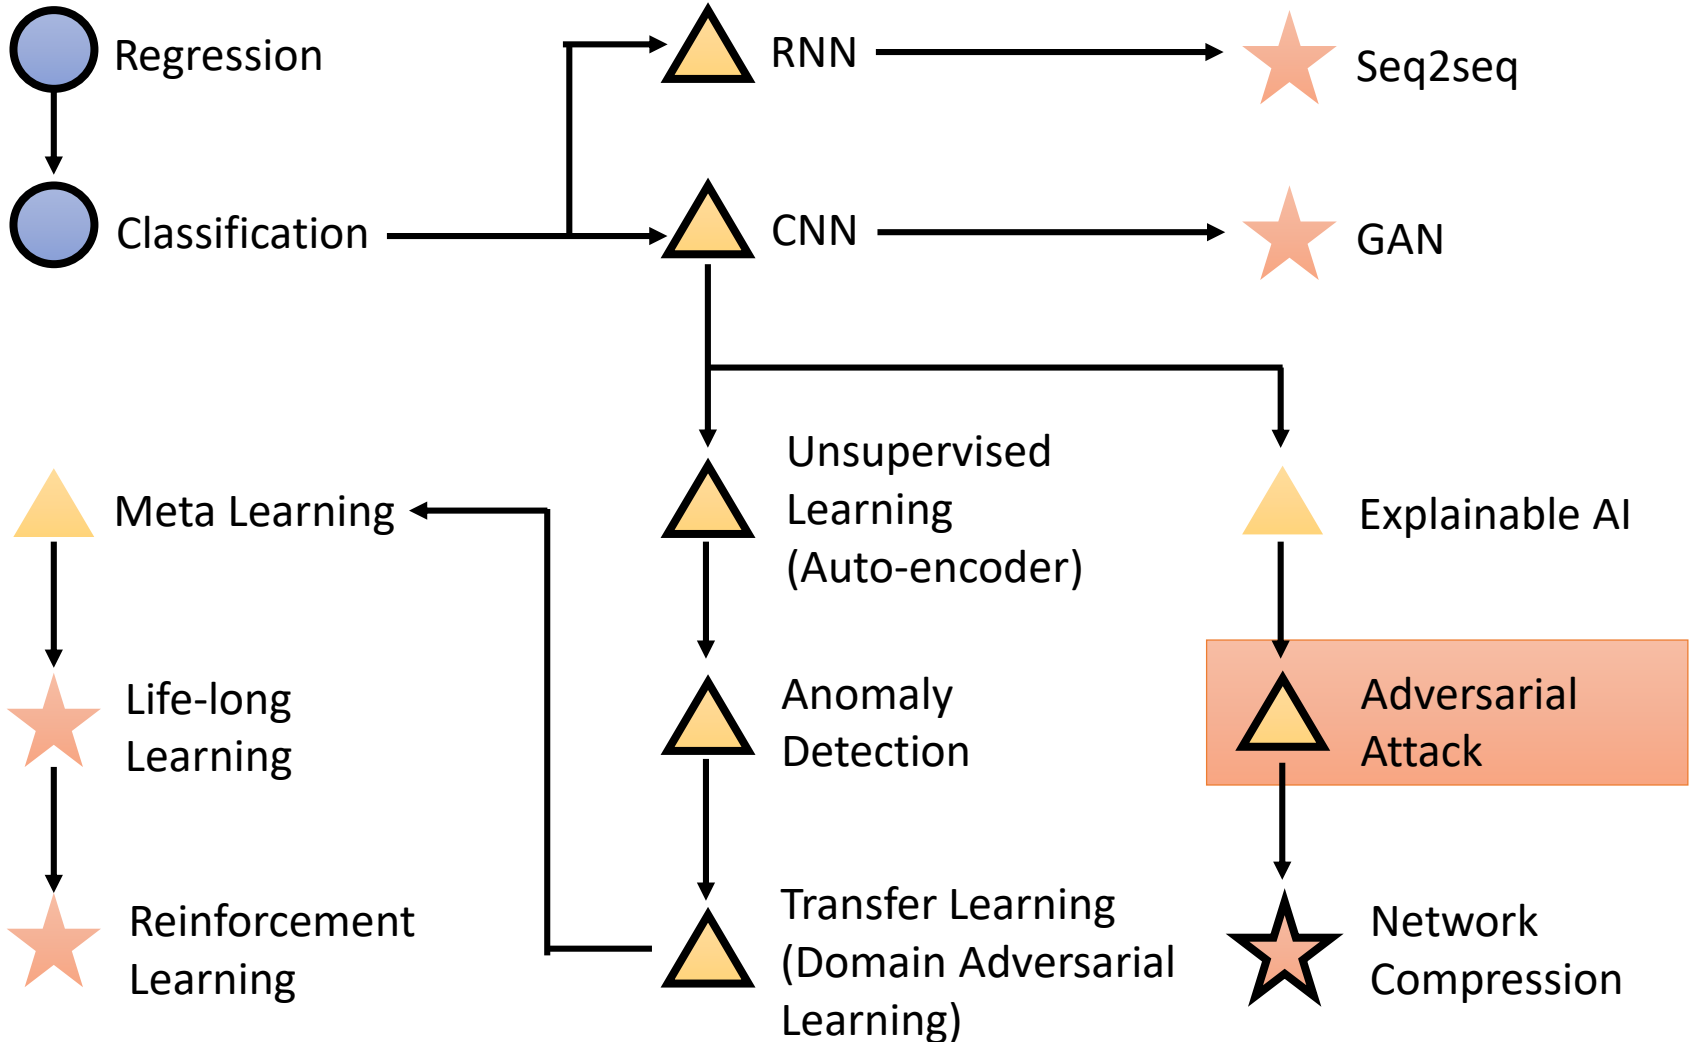 Regression
RNN
Seq2seq
Classification
CNN
GAN
Meta Learning
Unsupervised
Learning
(Auto-encoder)
Explainable AI
Life-long
Learning
Anomaly
Detection
Adversarial
Attack
Reinforcement
Learning
Transfer Learning
(Domain Adversarial
Learning)
Network
Compression